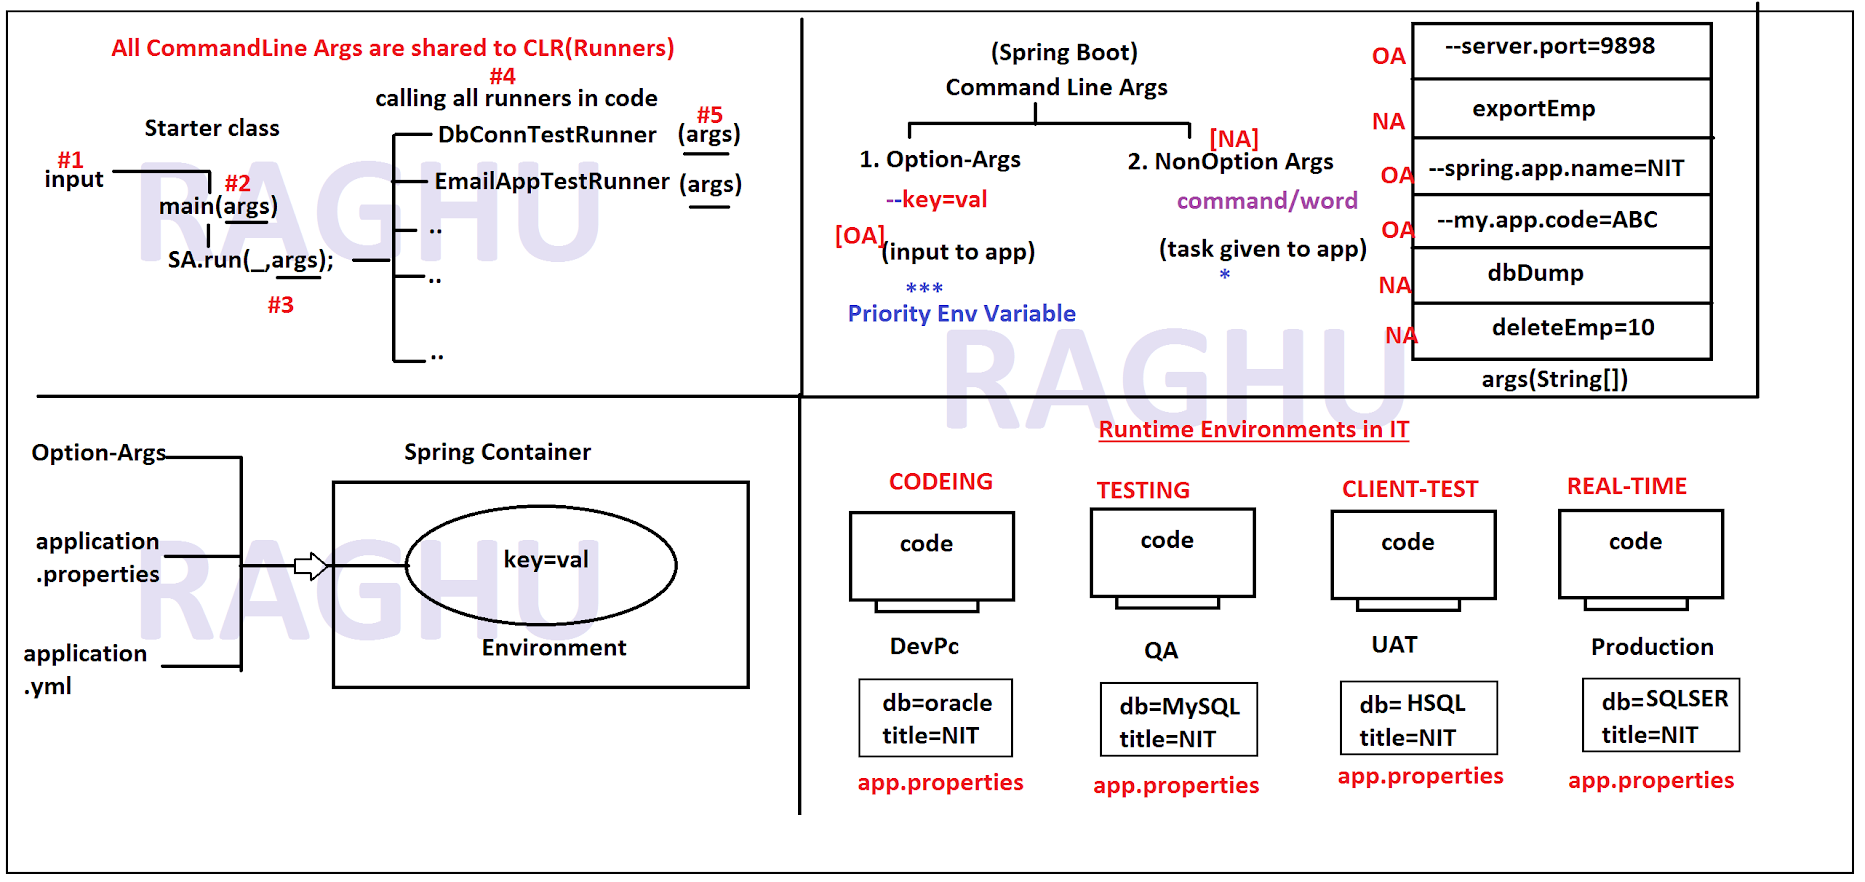 All CommandLine Args are shared to CLR(Runners)
#4
calling all runners in code
Starter class
#5
DbConnTestRunner (args)
#1
input
EmailAppTestRunner (args)
#2
main(args)
..
SA.run(_,args);
..
#3
..
RAGHU
(Spring Boot)
Command Line Args
[NA]
1. Option-Args
2. NonOption Args
--key=val
command/word
[OA]
(input to app)
(task given to app)
***
*
Priority Env Variable
RAGHU
OA --server.port=9898
NA exportEmp
OA --spring.app.name=NIT
OA --my.app.code=ABC
NA dbDump
NA deleteEmp=10
args(String[])
Option-Args
Spring Container
application
.properties
key=val
application
.yml
Environment
RAGHU
Runtime Environments in IT
CODEING
TESTING
CLIENT-TEST
REAL-TIME
code
code
code
code
DevPc
QA
UAT
Production
db=oracle
title=NIT
db=MySQL
title=NIT
db= HSQL
title=NIT
db=SQLSER
title=NIT
app.properties
app.properties
app.properties
app.properties